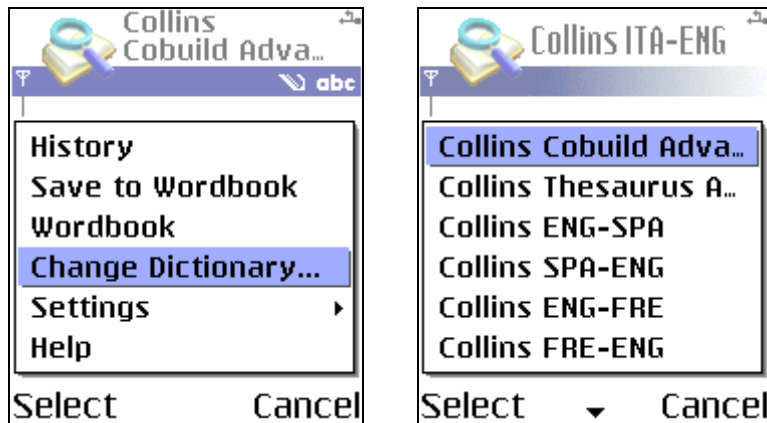 Collins
Cobuild Adva...
abc
History
Save to Wordbook
Wordbook
Change Dictionary...
Settings
Help
Select Cancel
Collins ITA-ENG
Collins Cobuild Adva...
Collins Thesaurus A...
Collins ENG-SPA
Collins SPA-ENG
Collins ENG-FRE
Collins FRE-ENG
Select Cancel